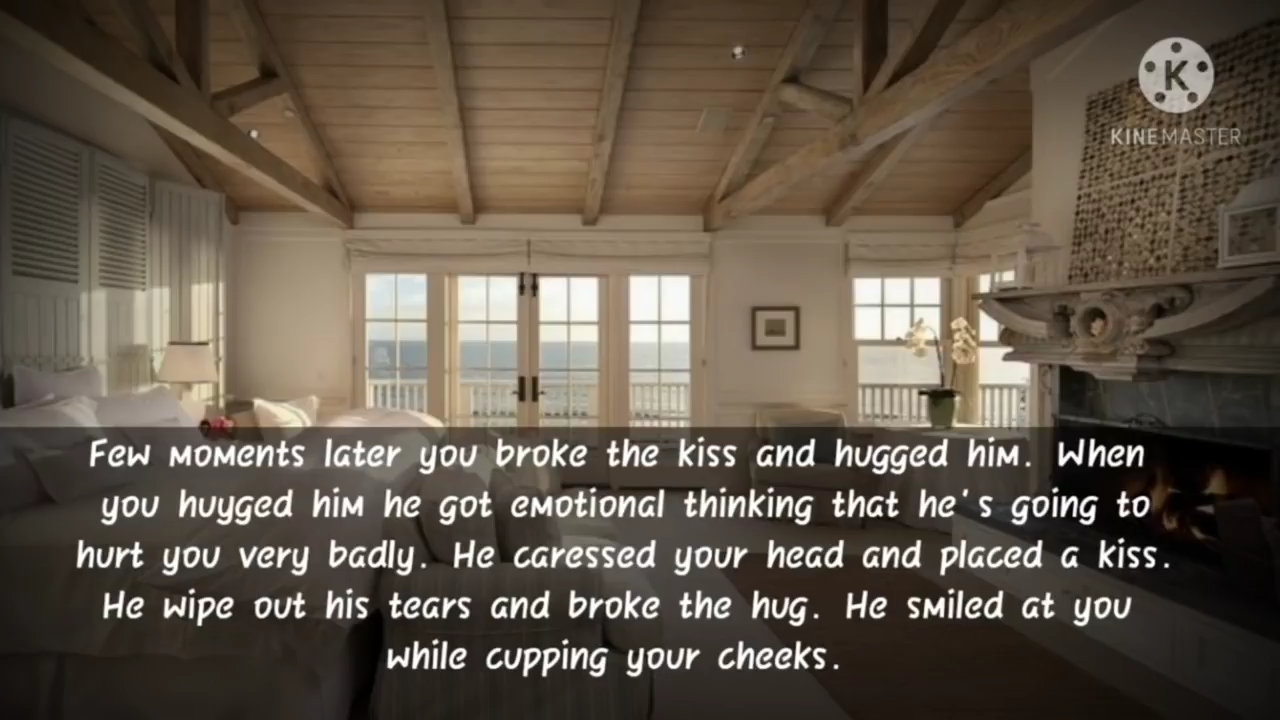 KINEMASTER
Few moments later you broke the kiss and hugged him. When
you huyged him he got emotional thinking that he's going to
hurt you very badly. He caressed your head and placed a kiss.
He wipe out his tears and broke the hug. He smiled at you
while cupping your cheeks.